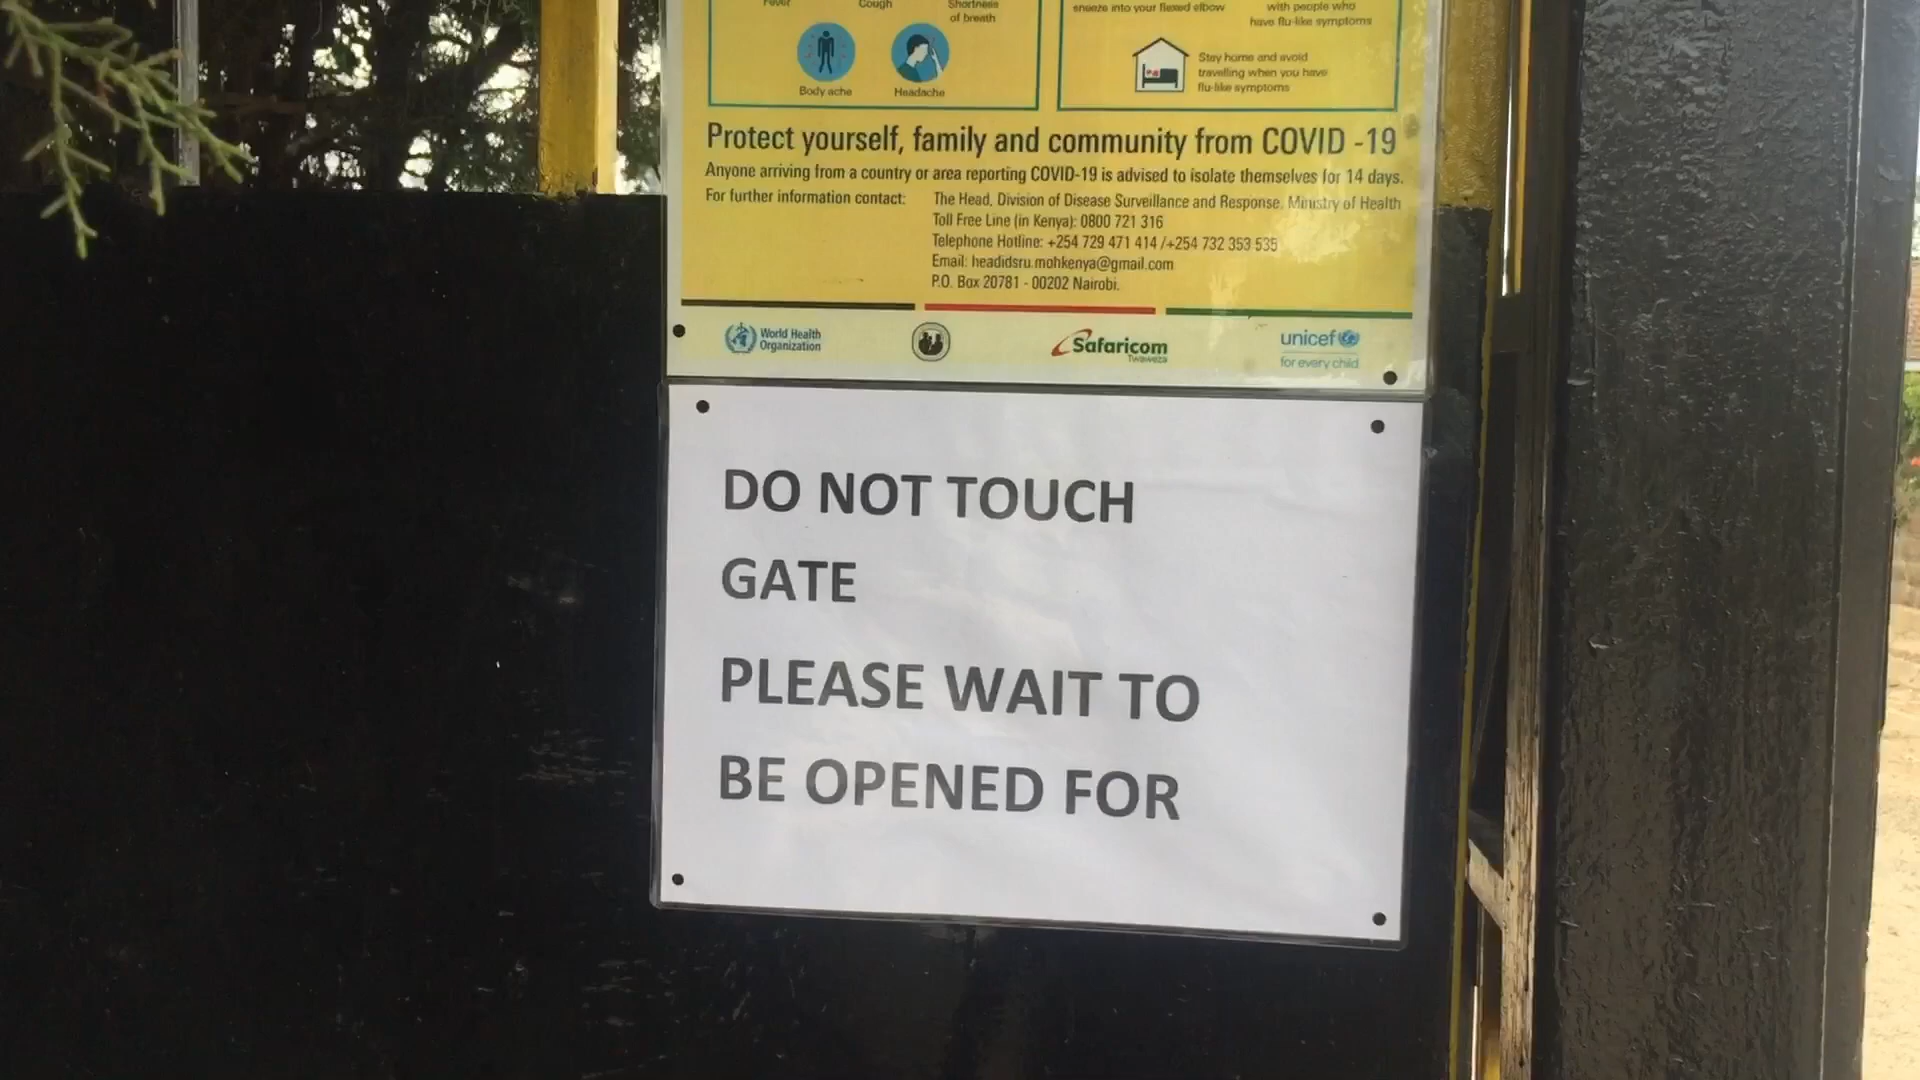 Fever
Cough
Shortness
of breath
Body ache
Headache
sneeze into your flexed elbow
with people who
have flu-like symptoms
Stay home and avoid
travelling when you have
flu-like symptoms
Protect yourself, family and community from COVID -19
Anyone arriving from a country or area reporting COVID-19 is advised to isolate themselves for 14 days.
For further information contact:
The Head, Division of Disease Surveillance and Response, Ministry of Health
Toll Free Line (in Kenya): 0800 721 316
Telephone Hotline: +254 729 471 414 /+254 732 353 535
Email: headidsru.mohkenya@gmail.com
P.O. Box 20781 - 00202 Nairobi.
World Health
Organization
Safaricom
Twaweza
unicef
for every child
DO NOT TOUCH
GATE
PLEASE WAIT TO
BE OPENED FOR